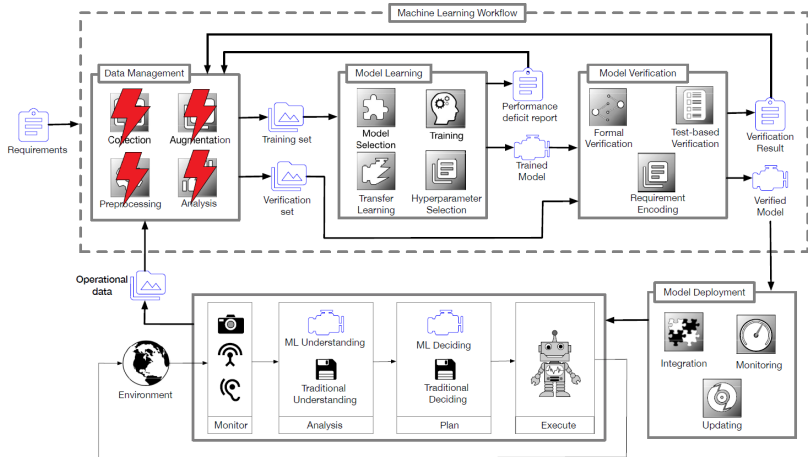 Machine Learning Workflow
Data Management
Collection
Augmentation
Preprocessing
Analysis
Requirements
Training set
Verification
set
Model Learning
Model
Selection
Training
Transfer
Learning
Hyperparameter
Selection
Performance
deficit report
Trained
Model
Model Verification
Formal
Verification
Test-based
Verification
Requirement
Encoding
Verification
Result
Verified
Model
Operational
data
Environment
Monitor
ML Understanding
Traditional
Understanding
Analysis
ML Deciding
Traditional
Deciding
Plan
Execute
Model Deployment
Integration
Monitoring
Updating